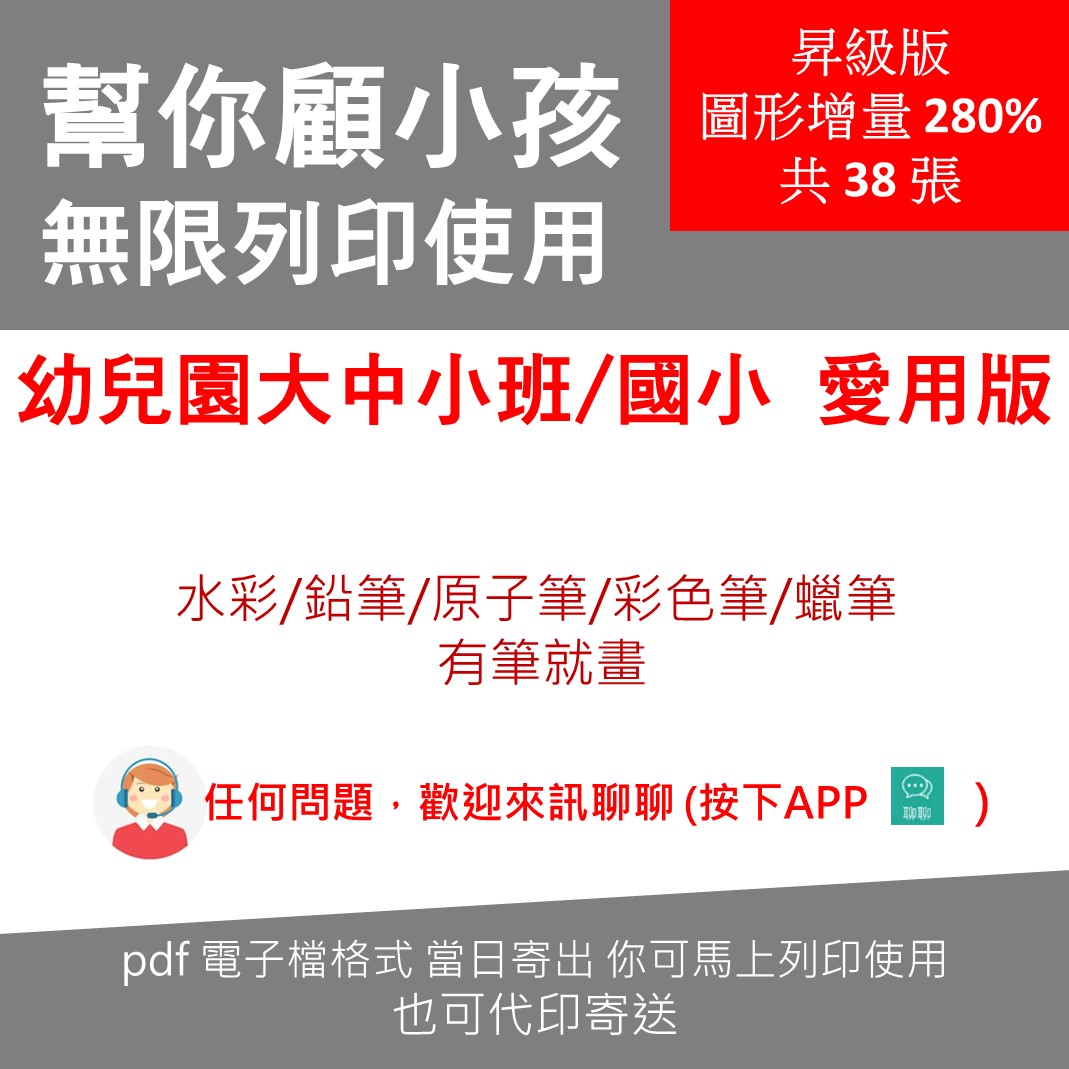 幫你顧小孩
無限列印使用
昇級版
圖形增量 280%
共 38 張
幼兒園大中小班/國小 愛用版
水彩/鉛筆/原子筆/彩色筆/蠟筆
有筆就畫
任何問題，歡迎來訊聊聊 (按下APP 聊聊 )
pdf 電子檔格式 當日寄出 你可馬上列印使用
也可代印寄送